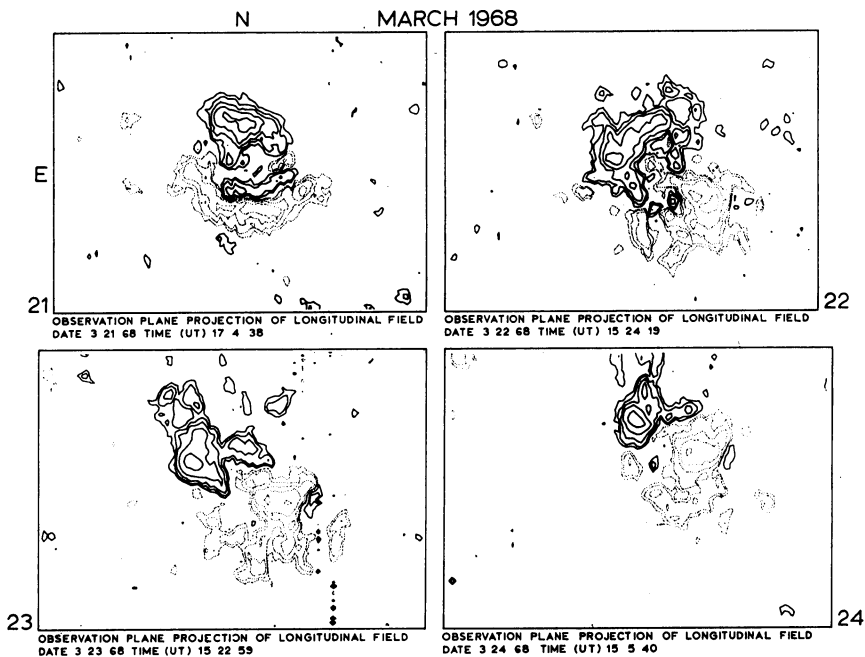 N MARCH 1968
E
21
OBSERVATION PLANE PROJECTION OF LONGITUDINAL FIELD
DATE 3 21 68 TIME (UT) 17 4 38
22
OBSERVATION PLANE PROJECTION OF LONGITUDINAL FIELD
DATE 3 22 68 TIME (UT) 15 24 19
23
OBSERVATION PLANE PROJECTION OF LONGITUDINAL FIELD
DATE 3 23 68 TIME (UT) 15 22 59
24
OBSERVATION PLANE PROJECTION OF LONGITUDINAL FIELD
DATE 3 24 68 TIME (UT) 15 5 40